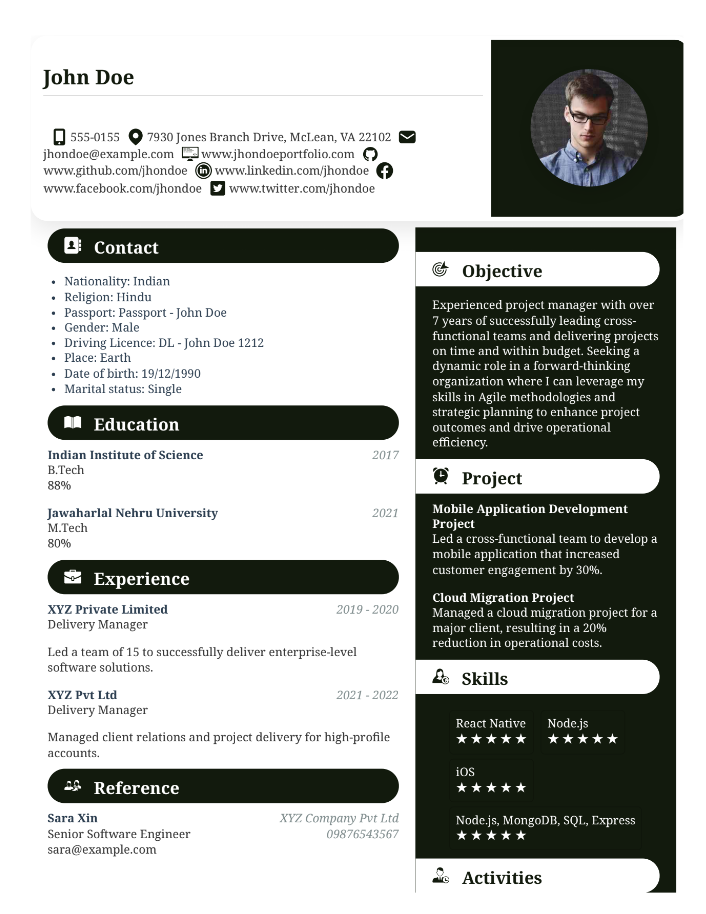 John Doe
555-0155 7930 Jones Branch Drive, McLean, VA 22102
jhondoe@example.com www.jhondoeportfolio.com
www.github.com/jhondoe www.linkedin.com/jhondoe
www.facebook.com/jhondoe www.twitter.com/jhondoe
Contact
• Nationality: Indian
• Religion: Hindu
• Passport: Passport - John Doe
• Gender: Male
• Driving Licence: DL - John Doe 1212
• Place: Earth
• Date of birth: 19/12/1990
• Marital status: Single
Education
Indian Institute of Science 2017
B.Tech
88%
Jawaharlal Nehru University 2021
M.Tech
80%
Experience
XYZ Private Limited 2019 - 2020
Delivery Manager
Led a team of 15 to successfully deliver enterprise-level
software solutions.
XYZ Pvt Ltd 2021 - 2022
Delivery Manager
Managed client relations and project delivery for high-profile
accounts.
Reference
Sara Xin XYZ Company Pvt Ltd
Senior Software Engineer 09876543567
sara@example.com
Objective
Experienced project manager with over
7 years of successfully leading cross-
functional teams and delivering projects
on time and within budget. Seeking a
dynamic role in a forward-thinking
organization where I can leverage my
skills in Agile methodologies and
strategic planning to enhance project
outcomes and drive operational
efficiency.
Project
Mobile Application Development
Project
Led a cross-functional team to develop a
mobile application that increased
customer engagement by 30%.
Cloud Migration Project
Managed a cloud migration project for a
major client, resulting in a 20%
reduction in operational costs.
Skills
React Native Node.js
★★★★★ ★★★★★
iOS
★★★★★
Node.js, MongoDB, SQL, Express
★★★★★
Activities